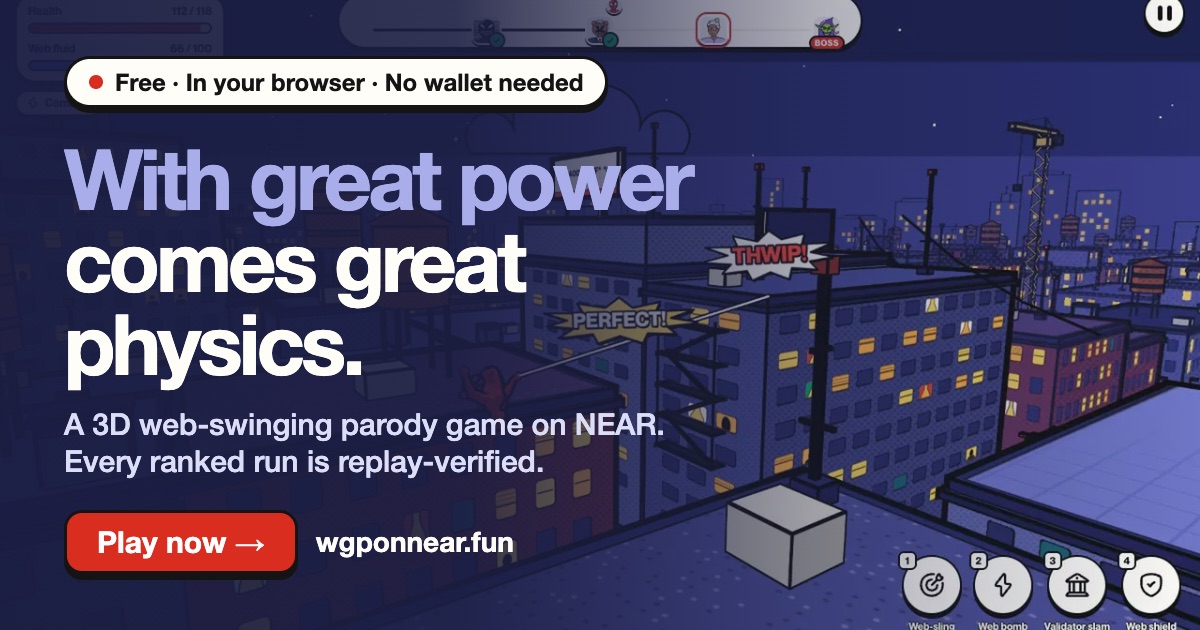 Health 112 / 118
Web fluid 66 / 100
BOSS
Free · In your browser · No wallet needed
With great power
comes great
physics.
THWIP!
PERFECT!
A 3D web-swinging parody game on NEAR.
Every ranked run is replay-verified.
Play now →
wgponnear.fun
1 2 3 4
Web-sling Web bomb Validator slam Web shield